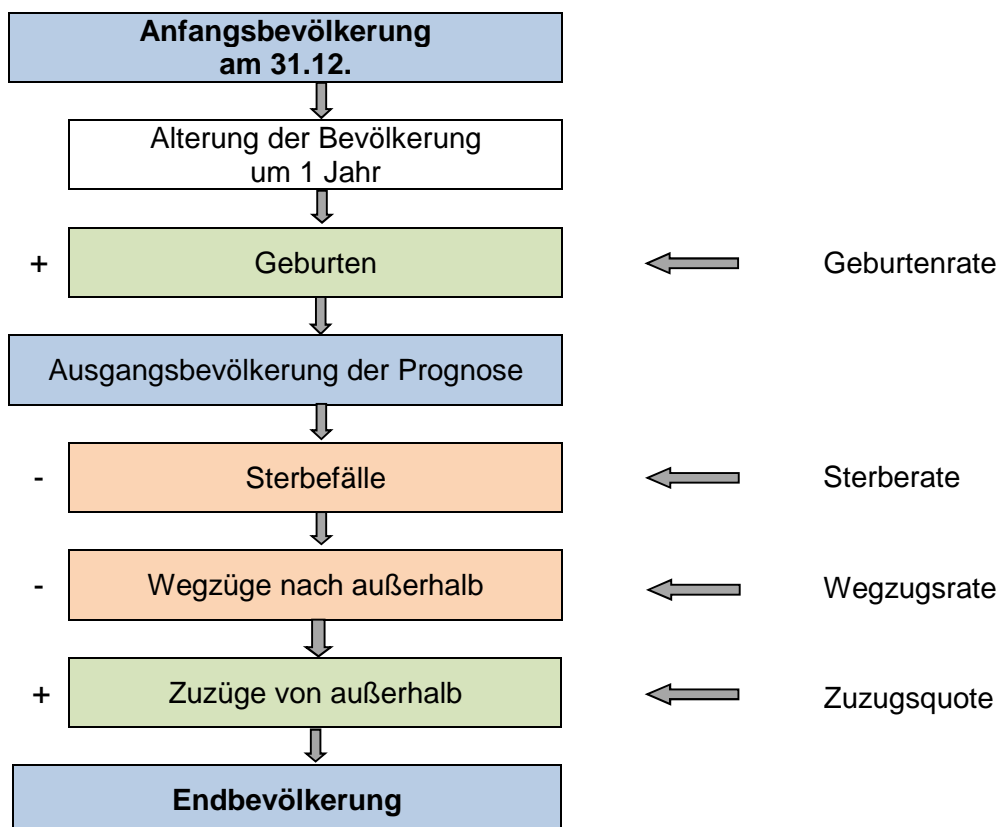 Anfangsbevölkerung
am 31.12.
Alterung der Bevölkerung
um 1 Jahr
+ Geburten Geburtenrate
Ausgangsbevölkerung der Prognose
- Sterbefälle Sterberate
- Wegzüge nach außerhalb Wegzugsrate
+ Zuzüge von außerhalb Zuzugsquote
Endbevölkerung